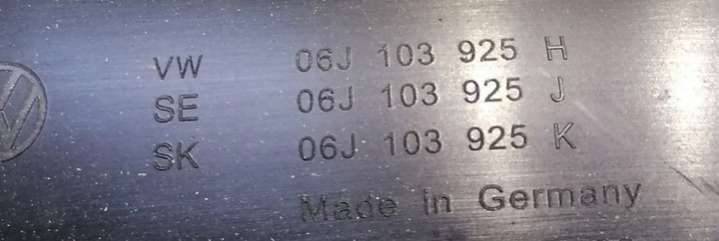 VW 06J 103 925 H
SE 06J 103 925 J
SK 06J 103 925 K
Made in Germany